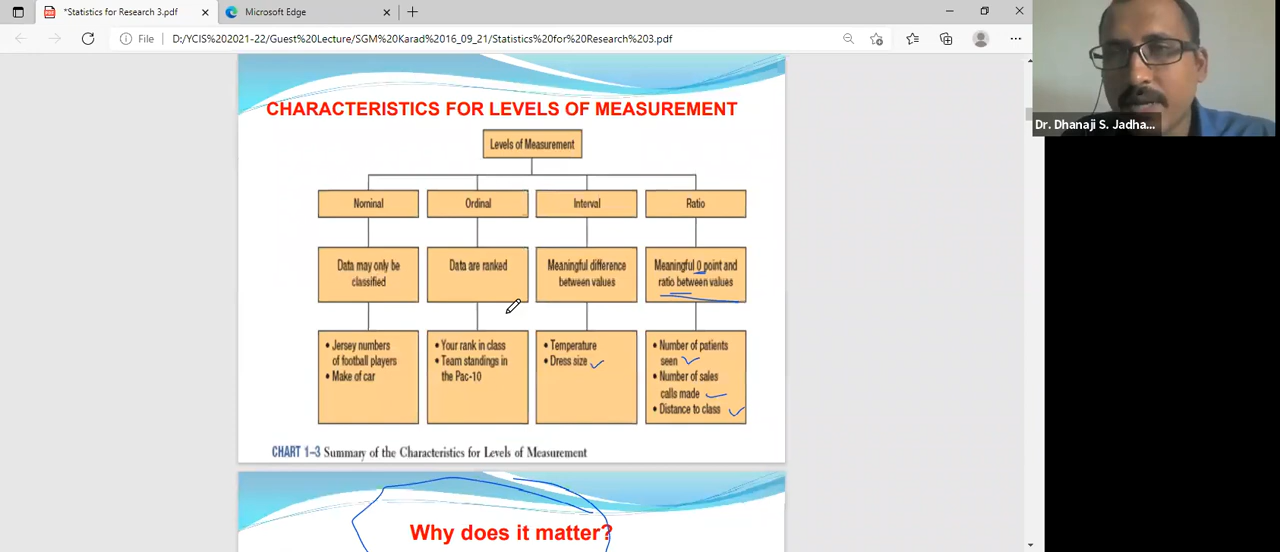 *Statistics for Research 3.pdf
Microsoft Edge
File
D:/YCIS%202021-22/Guest%20Lecture/SGM%20Karad%2016_09_21/Statistics%20for%20Research%203.pdf
Dr. Dhanaji S. Jadha...
CHARACTERISTICS FOR LEVELS OF MEASUREMENT
Levels of Measurement
Nominal
Ordinal
Interval
Ratio
Data may only be
classified
Data are ranked
Meaningful difference
between values
Meaningful 0 point and
ratio between values
• Jersey numbers
of football players
• Make of car
• Your rank in class
• Team standings in
the Pac-10
• Temperature
• Dress size
• Number of patients
seen
• Number of sales
calls made
• Distance to class
CHART 1–3 Summary of the Characteristics for Levels of Measurement
Why does it matter?